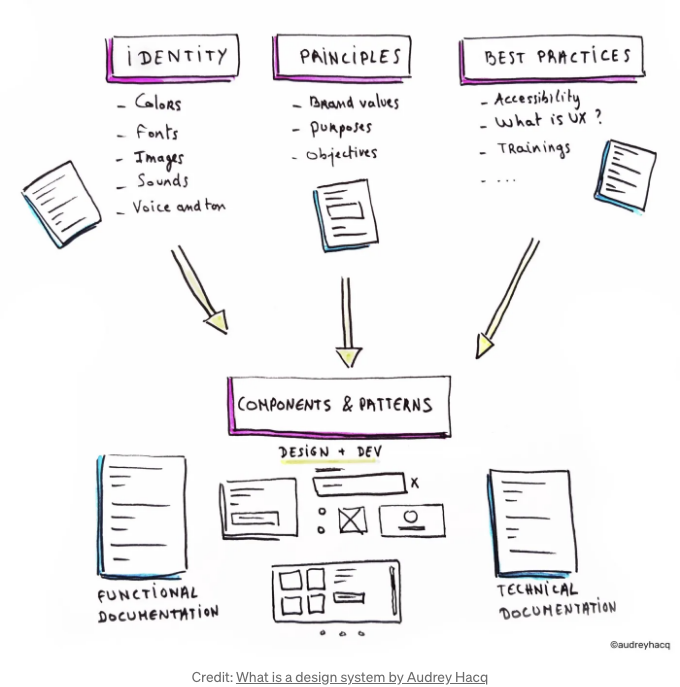 IDENTITY
- Colors
- Fonts
- Images
- Sounds
- Voice and ton
PRINCIPLES
- Brand values
- purposes
- Objectives
BEST PRACTICES
- Accessibility
- What is UX ?
- TRainings
- ...
COMPONENTS & PATTERNS
DESIGN + DEV
x
FUNCTIONAL
DOCUMENTATION
TECHNICAL
DOCUMENTATION
©audreyhacq
Credit: What is a design system by Audrey Hacq